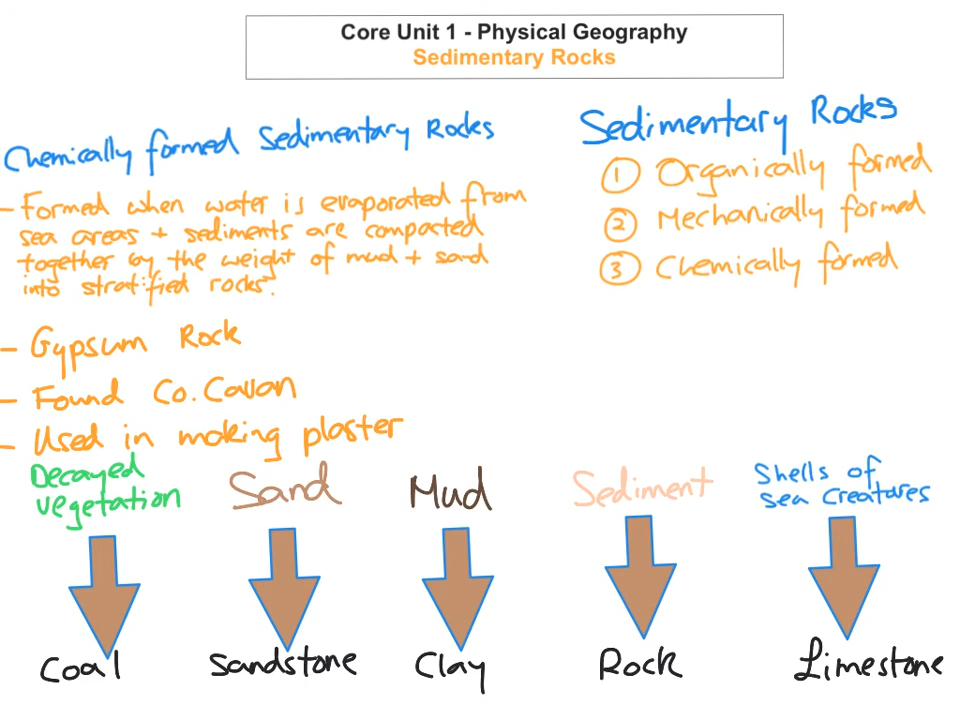 Core Unit 1 - Physical Geography
Sedimentary Rocks
Chemically formed Sedimentary Rocks
- Formed when water is evaporated from
sea areas + sediments are compacted
together by the weight of mud + sand
into stratified rocks.
- Gypsum Rock
- Found Co. Cavan
- Used in making plaster
Sedimentary Rocks
1 Organically formed
2 Mechanically formed
3 Chemically formed
Decayed
vegetation
Sand
Mud
Sediment
Shells of
sea creatures
Coal
Sandstone
Clay
Rock
Limestone